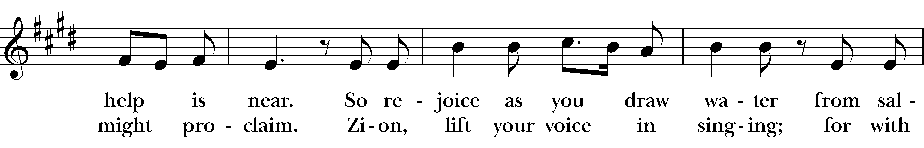 help is near. So re - joice as you draw wa - ter from sal -
might pro - claim. Zi - on, lift your voice in sing - ing; for with